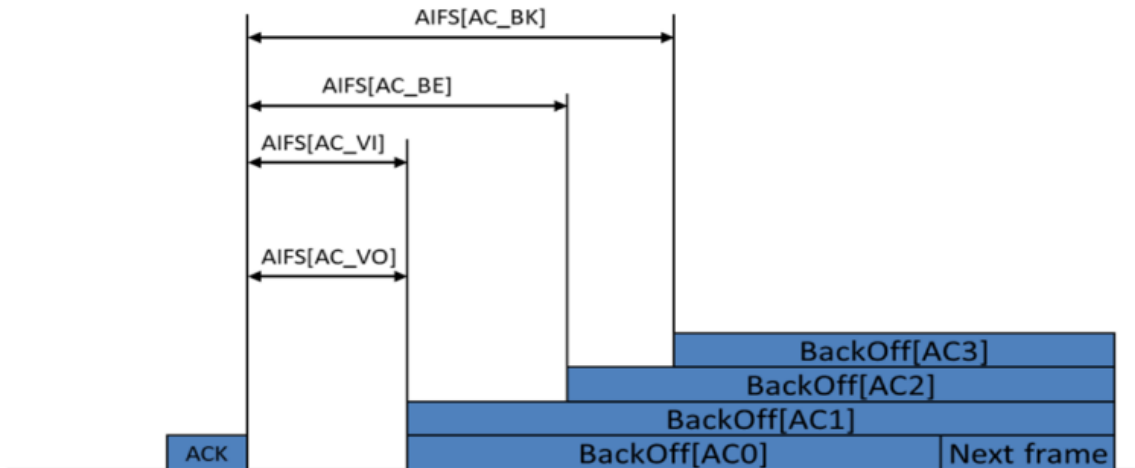 AIFS[AC_BK]
AIFS[AC_BE]
AIFS[AC_VI]
AIFS[AC_VO]
BackOff[AC3]
BackOff[AC2]
BackOff[AC1]
ACK BackOff[AC0] Next frame